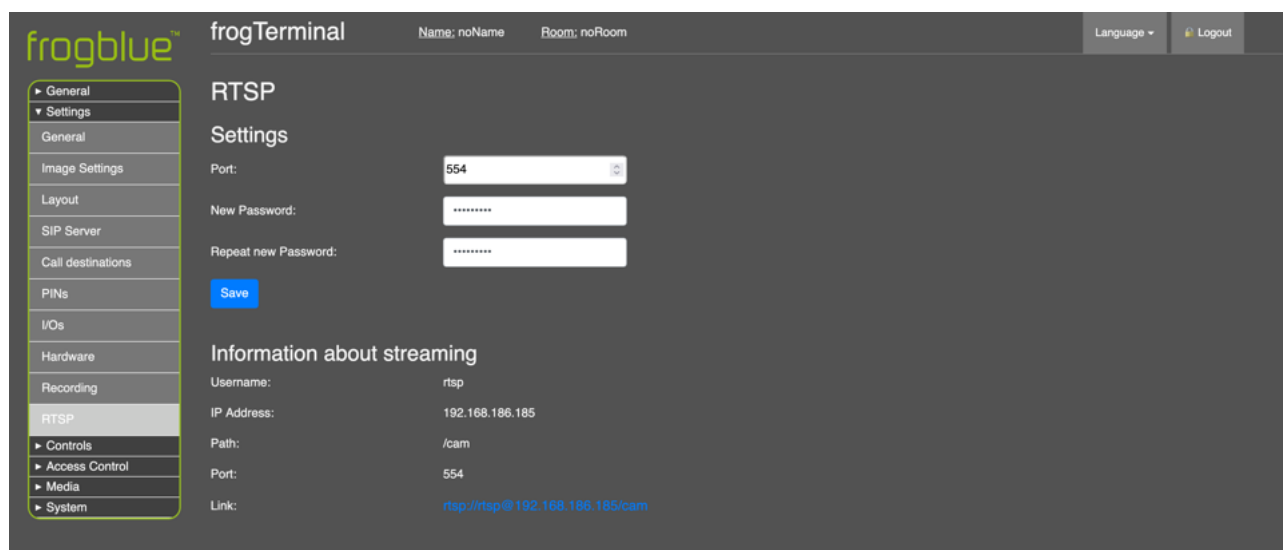 frogblue™
frogTerminal
Name: noName
Room: noRoom
Language
Logout
General
Settings
General
Image Settings
Layout
SIP Server
Call destinations
PINs
I/Os
Hardware
Recording
RTSP
Controls
Access Control
Media
System
RTSP
Settings
Port: 554
New Password: •••••••••
Repeat new Password: •••••••••
Save
Information about streaming
Username: rtsp
IP Address: 192.168.186.185
Path: /cam
Port: 554
Link: rtsp://rtsp@192.168.186.185/cam